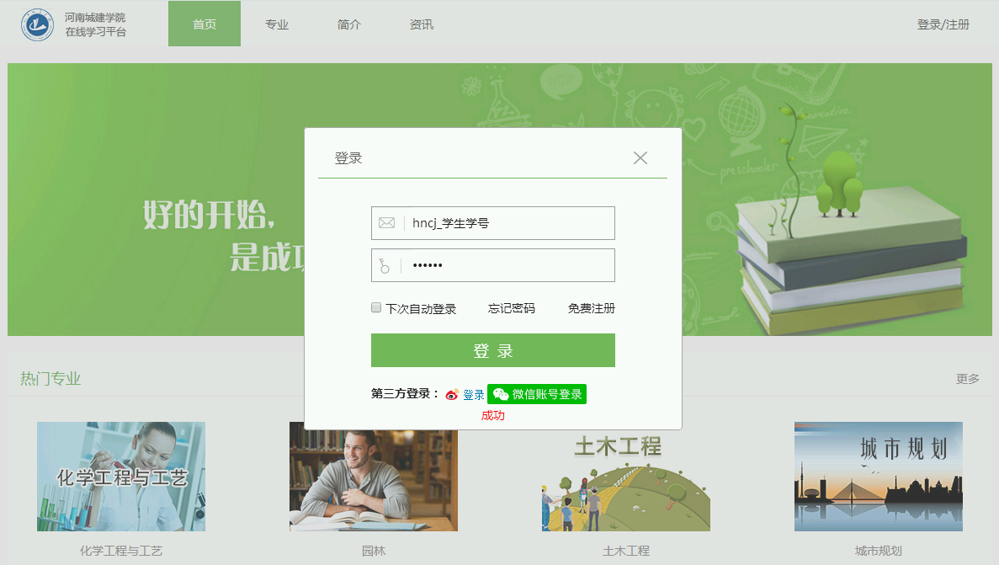 河南城建学院
在线学习平台
首页
专业
简介
资讯
登录/注册
好的开始，
是成
preschooler
登录
hncj_学生学号
••••••
下次自动登录
忘记密码
免费注册
登 录
第三方登录：
登录
微信账号登录
成功
热门专业
更多
化学工程与工艺
土木工程
城市规划
化学工程与工艺
园林
土木工程
城市规划